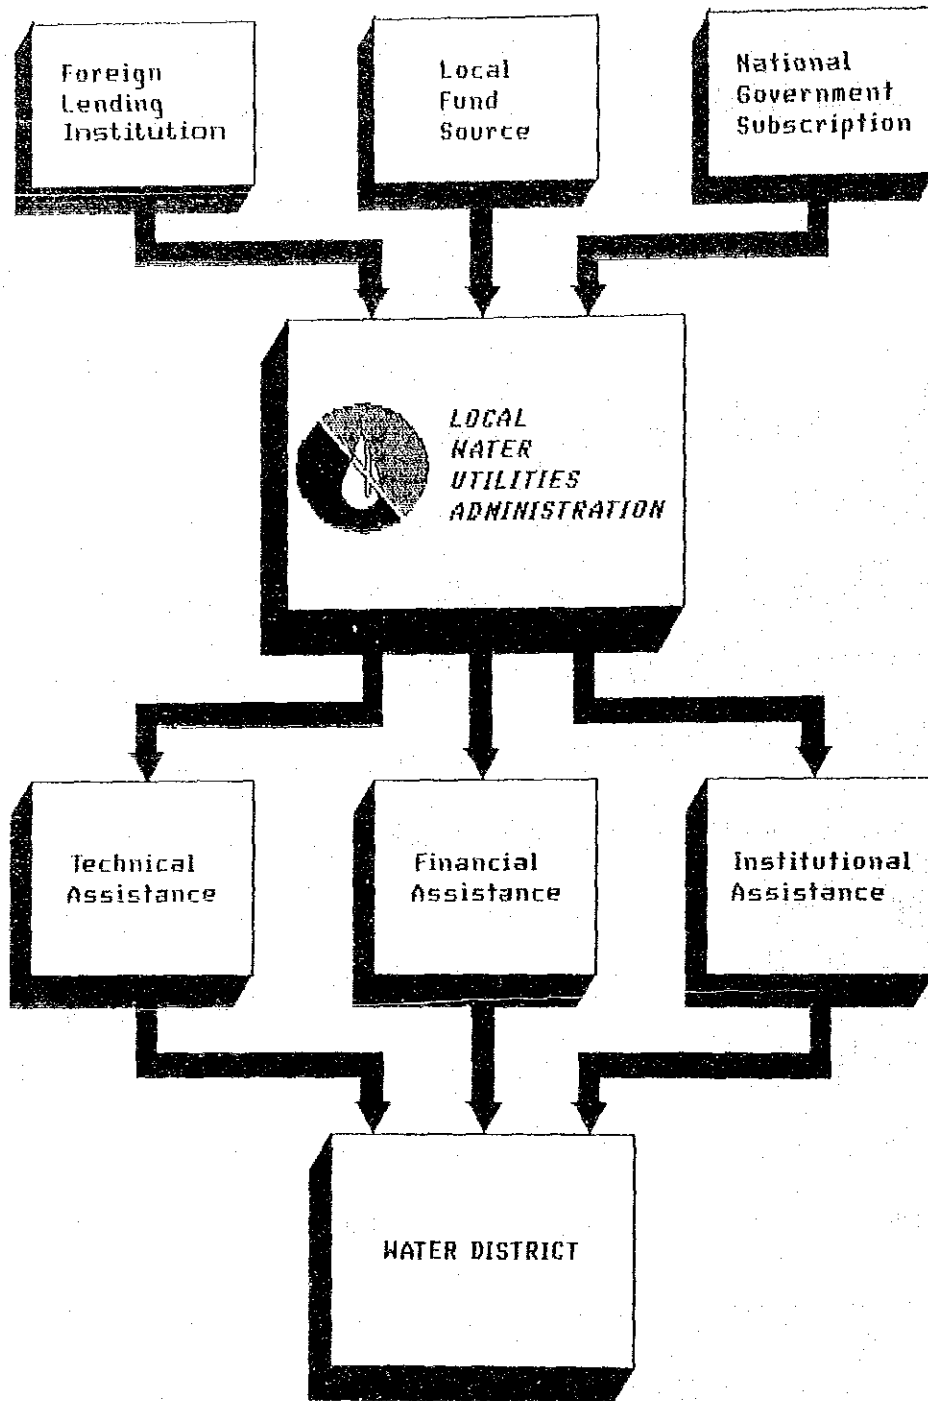 Foreign
Lending
Institution
Local
Fund
Source
National
Government
Subscription
LOCAL
WATER
UTILITIES
ADMINISTRATION
Technical
Assistance
Financial
Assistance
Institutional
Assistance
WATER DISTRICT